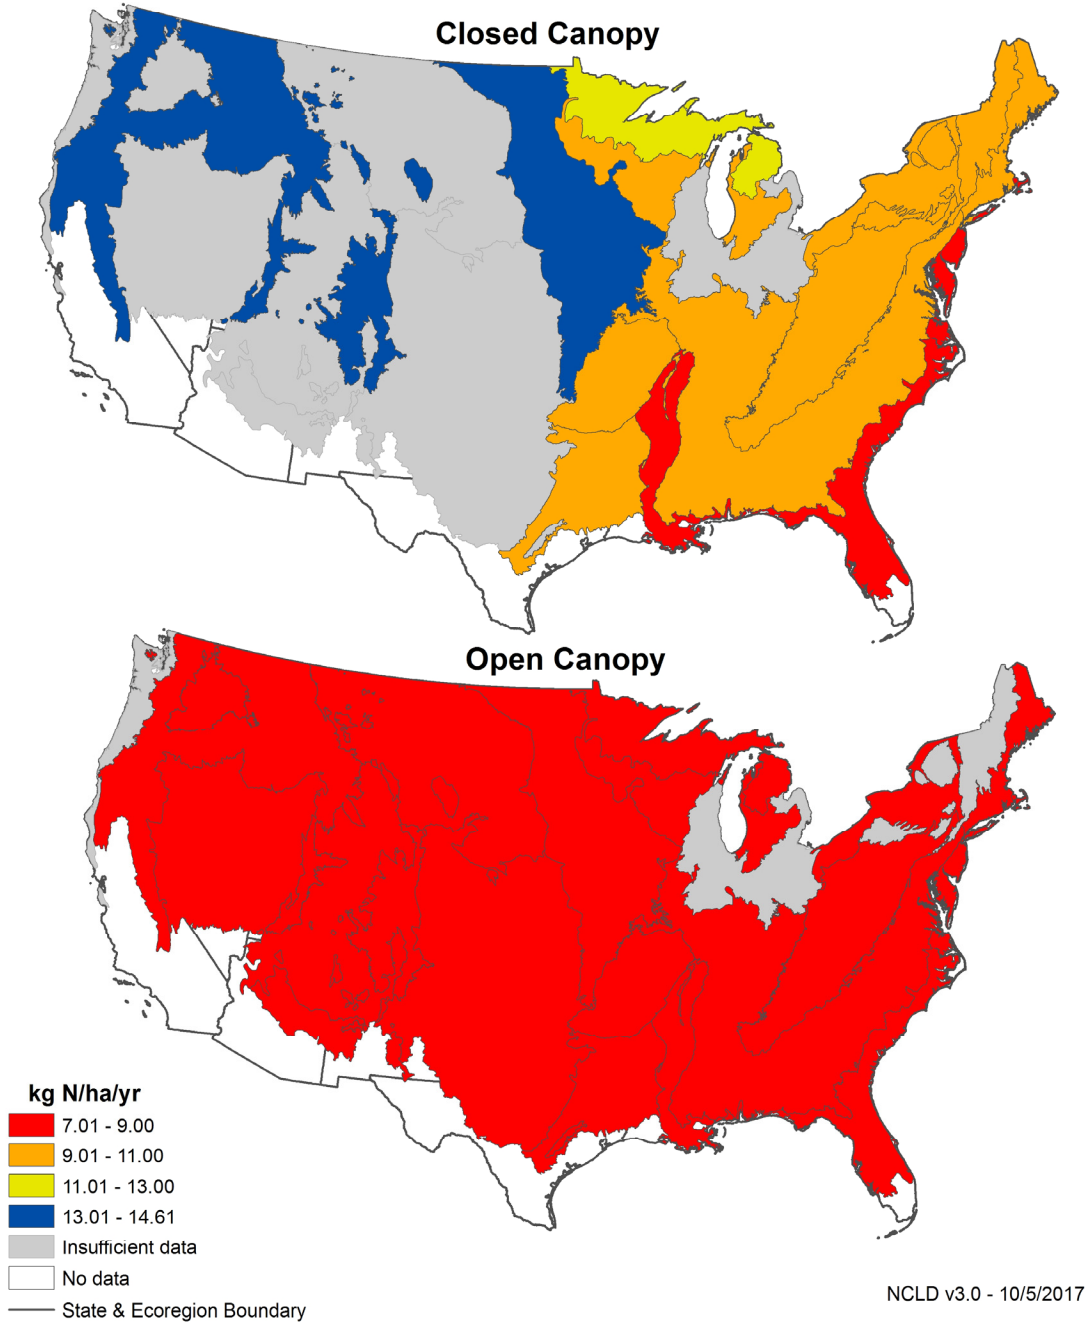 Closed Canopy
Open Canopy
kg N/ha/yr
7.01 - 9.00
9.01 - 11.00
11.01 - 13.00
13.01 - 14.61
Insufficient data
No data
State & Ecoregion Boundary
NCLD v3.0 - 10/5/2017